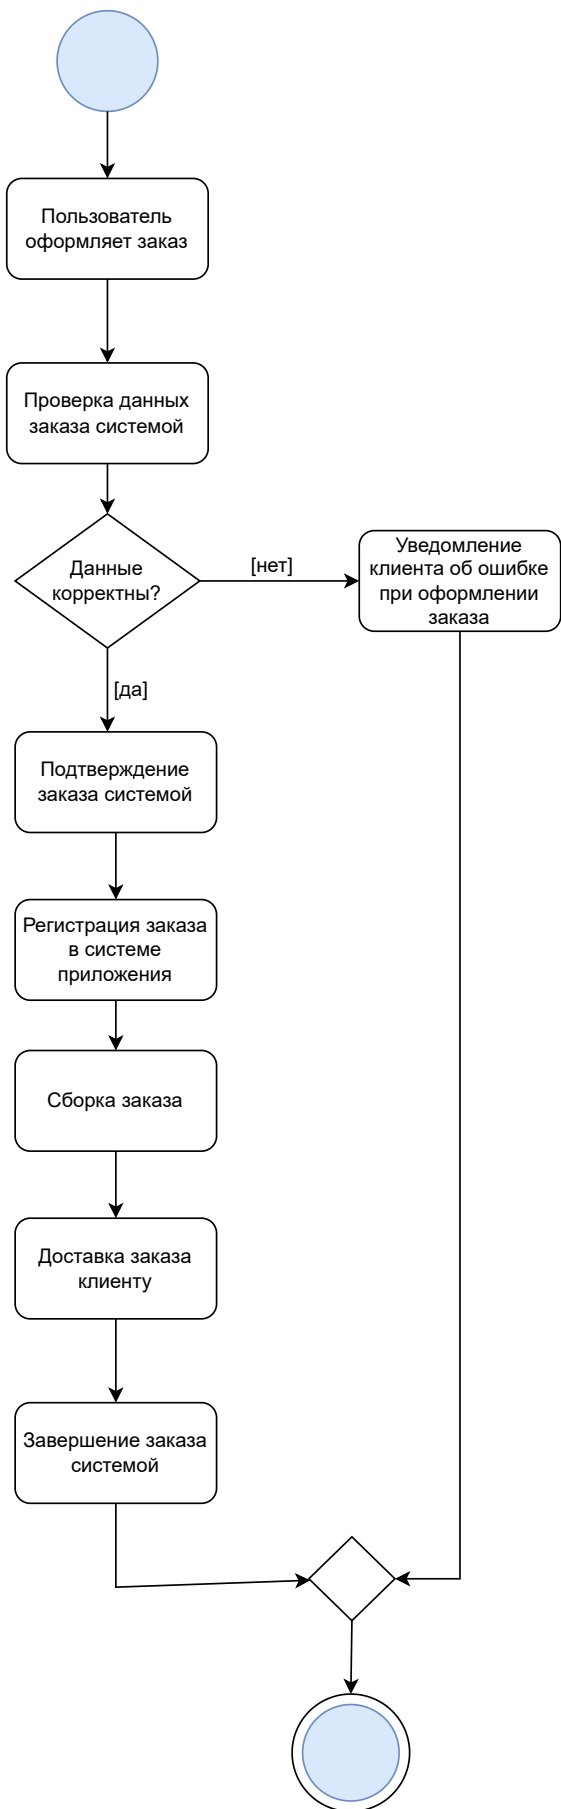 Пользователь
оформляет заказ
Проверка данных
заказа системой
Данные
корректны?
[нет]
Уведомление
клиента об ошибке
при оформлении
заказа
[да]
Подтверждение
заказа системой
Регистрация заказа
в системе
приложения
Сборка заказа
Доставка заказа
клиенту
Завершение заказа
системой